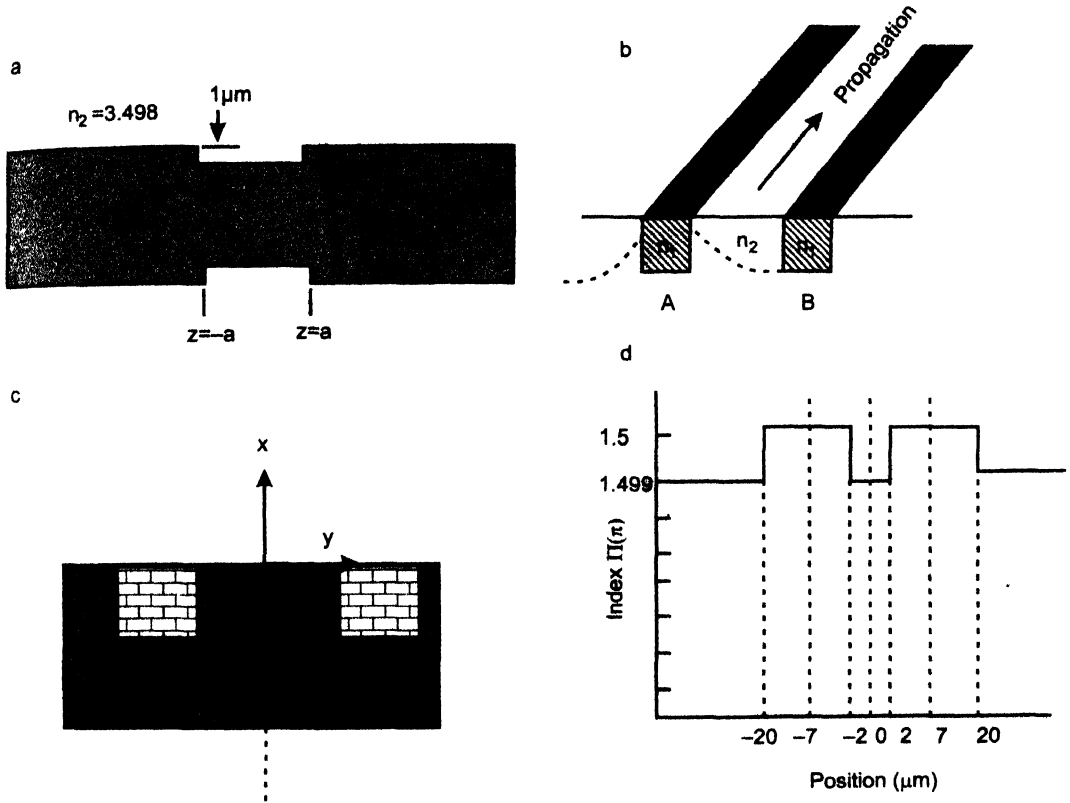 a
n₂ =3.498
1μm
z=–a
z=a
b
Propagation
n₂
A
B
c
x
y
d
1.5
1.499
Index Π(π)
–20
–7
–2
0
2
7
20
Position (μm)